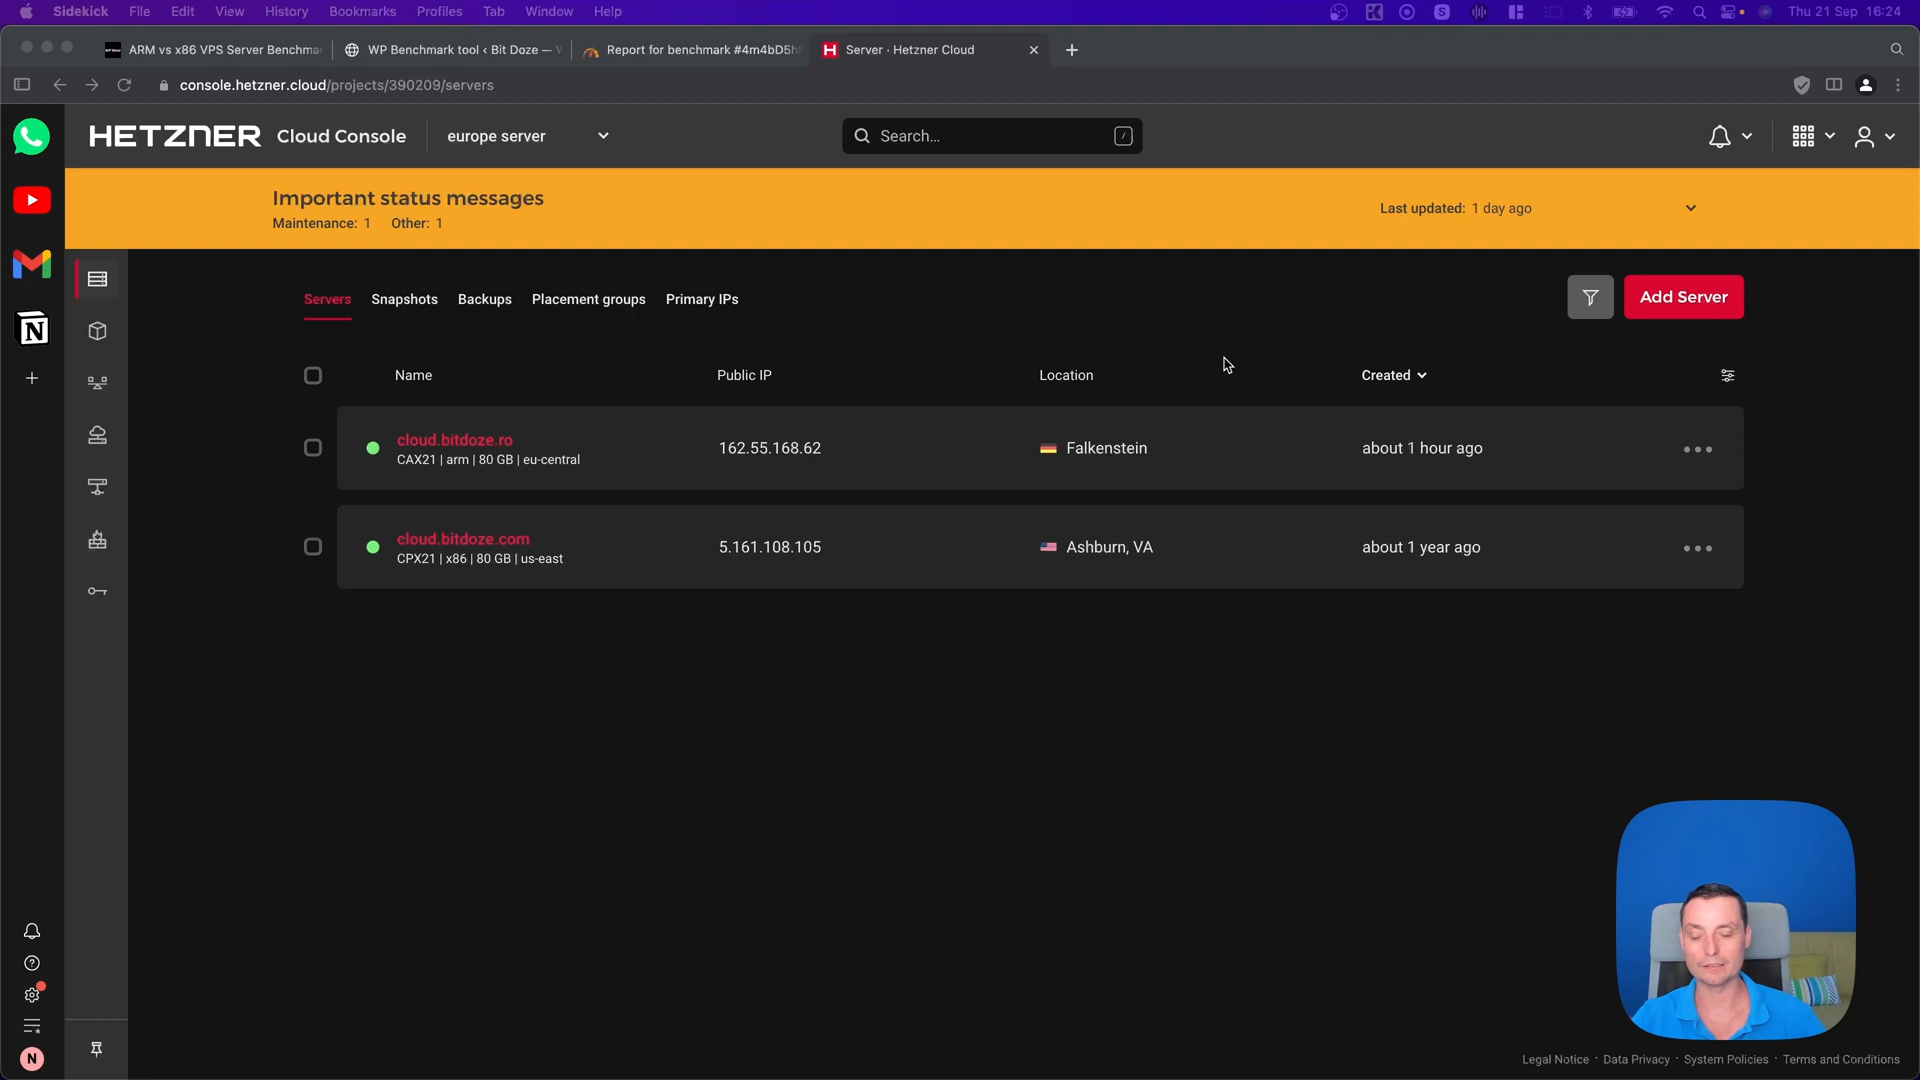 Sidekick File Edit View History Bookmarks Profiles Tab Window Help
Thu 21 Sep 16:24
ARM vs x86 VPS Server Benchmar
WP Benchmark tool ‹ Bit Doze —
Report for benchmark #4m4bD5h
Server · Hetzner Cloud
console.hetzner.cloud/projects/390209/servers
HETZNER Cloud Console
europe server
Search...
/
Important status messages
Maintenance: 1 Other: 1
Last updated: 1 day ago
Servers Snapshots Backups Placement groups Primary IPs
Add Server
Name Public IP Location Created
cloud.bitdoze.ro
CAX21 | arm | 80 GB | eu-central
162.55.168.62
Falkenstein
about 1 hour ago
cloud.bitdoze.com
CPX21 | x86 | 80 GB | us-east
5.161.108.105
Ashburn, VA
about 1 year ago
N
Legal Notice · Data Privacy · System Policies · Terms and Conditions